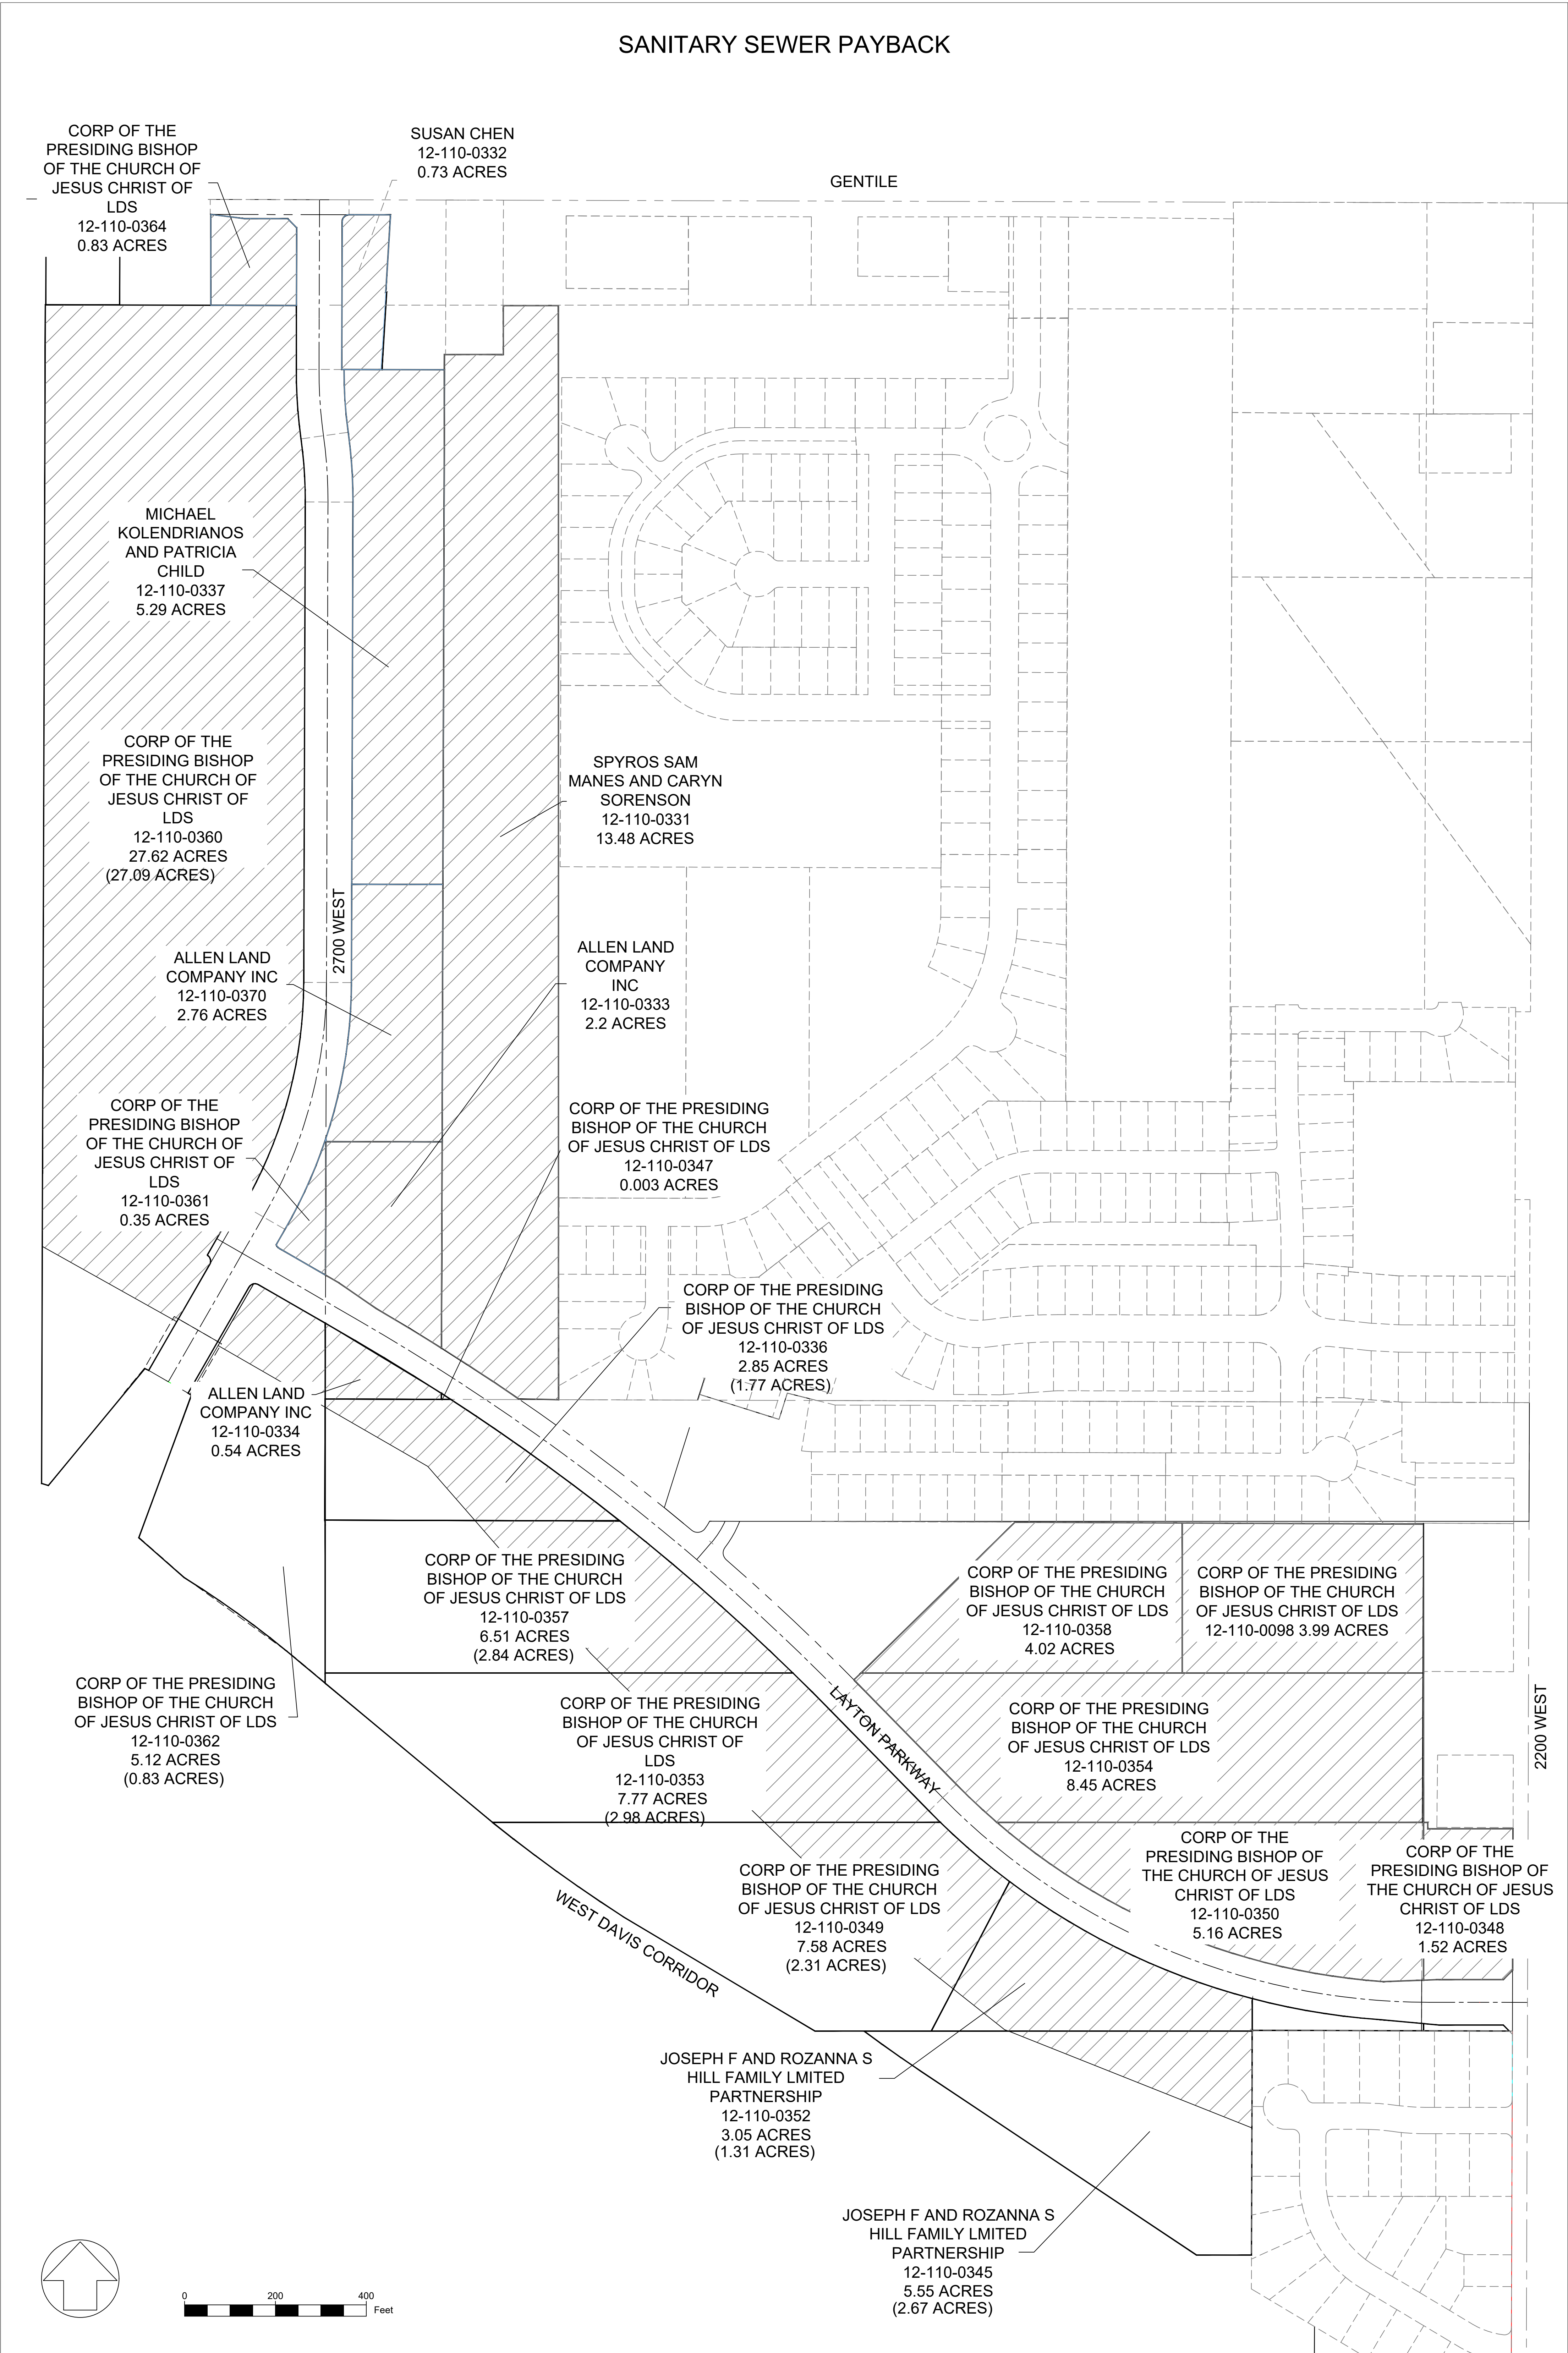 SANITARY SEWER PAYBACK
CORP OF THE
PRESIDING BISHOP
OF THE CHURCH OF
JESUS CHRIST OF
LDS
12-110-0364
0.83 ACRES
SUSAN CHEN
12-110-0332
0.73 ACRES
GENTILE
MICHAEL
KOLENDRIANOS
AND PATRICIA
CHILD
12-110-0337
5.29 ACRES
CORP OF THE
PRESIDING BISHOP
OF THE CHURCH OF
JESUS CHRIST OF
LDS
12-110-0360
27.62 ACRES
(27.09 ACRES)
SPYROS SAM
MANES AND CARYN
SORENSON
12-110-0331
13.48 ACRES
2700 WEST
ALLEN LAND
COMPANY INC
12-110-0370
2.76 ACRES
ALLEN LAND
COMPANY
INC
12-110-0333
2.2 ACRES
CORP OF THE
PRESIDING BISHOP
OF THE CHURCH OF
JESUS CHRIST OF
LDS
12-110-0361
0.35 ACRES
CORP OF THE PRESIDING
BISHOP OF THE CHURCH
OF JESUS CHRIST OF LDS
12-110-0347
0.003 ACRES
CORP OF THE PRESIDING
BISHOP OF THE CHURCH
OF JESUS CHRIST OF LDS
12-110-0336
2.85 ACRES
(1.77 ACRES)
ALLEN LAND
COMPANY INC
12-110-0334
0.54 ACRES
CORP OF THE PRESIDING
BISHOP OF THE CHURCH
OF JESUS CHRIST OF LDS
12-110-0357
6.51 ACRES
(2.84 ACRES)
CORP OF THE PRESIDING
BISHOP OF THE CHURCH
OF JESUS CHRIST OF LDS
12-110-0358
4.02 ACRES
CORP OF THE PRESIDING
BISHOP OF THE CHURCH
OF JESUS CHRIST OF LDS
12-110-0098 3.99 ACRES
CORP OF THE PRESIDING
BISHOP OF THE CHURCH
OF JESUS CHRIST OF LDS
12-110-0362
5.12 ACRES
(0.83 ACRES)
CORP OF THE PRESIDING
BISHOP OF THE CHURCH
OF JESUS CHRIST OF
LDS
12-110-0353
7.77 ACRES
(2.98 ACRES)
LAYTON PARKWAY
CORP OF THE PRESIDING
BISHOP OF THE CHURCH
OF JESUS CHRIST OF LDS
12-110-0354
8.45 ACRES
2200 WEST
WEST DAVIS CORRIDOR
CORP OF THE PRESIDING
BISHOP OF THE CHURCH
OF JESUS CHRIST OF LDS
12-110-0349
7.58 ACRES
(2.31 ACRES)
CORP OF THE
PRESIDING BISHOP OF
THE CHURCH OF JESUS
CHRIST OF LDS
12-110-0350
5.16 ACRES
CORP OF THE
PRESIDING BISHOP OF
THE CHURCH OF JESUS
CHRIST OF LDS
12-110-0348
1.52 ACRES
JOSEPH F AND ROZANNA S
HILL FAMILY LMITED
PARTNERSHIP
12-110-0352
3.05 ACRES
(1.31 ACRES)
JOSEPH F AND ROZANNA S
HILL FAMILY LMITED
PARTNERSHIP
12-110-0345
5.55 ACRES
(2.67 ACRES)
0 200 400
Feet